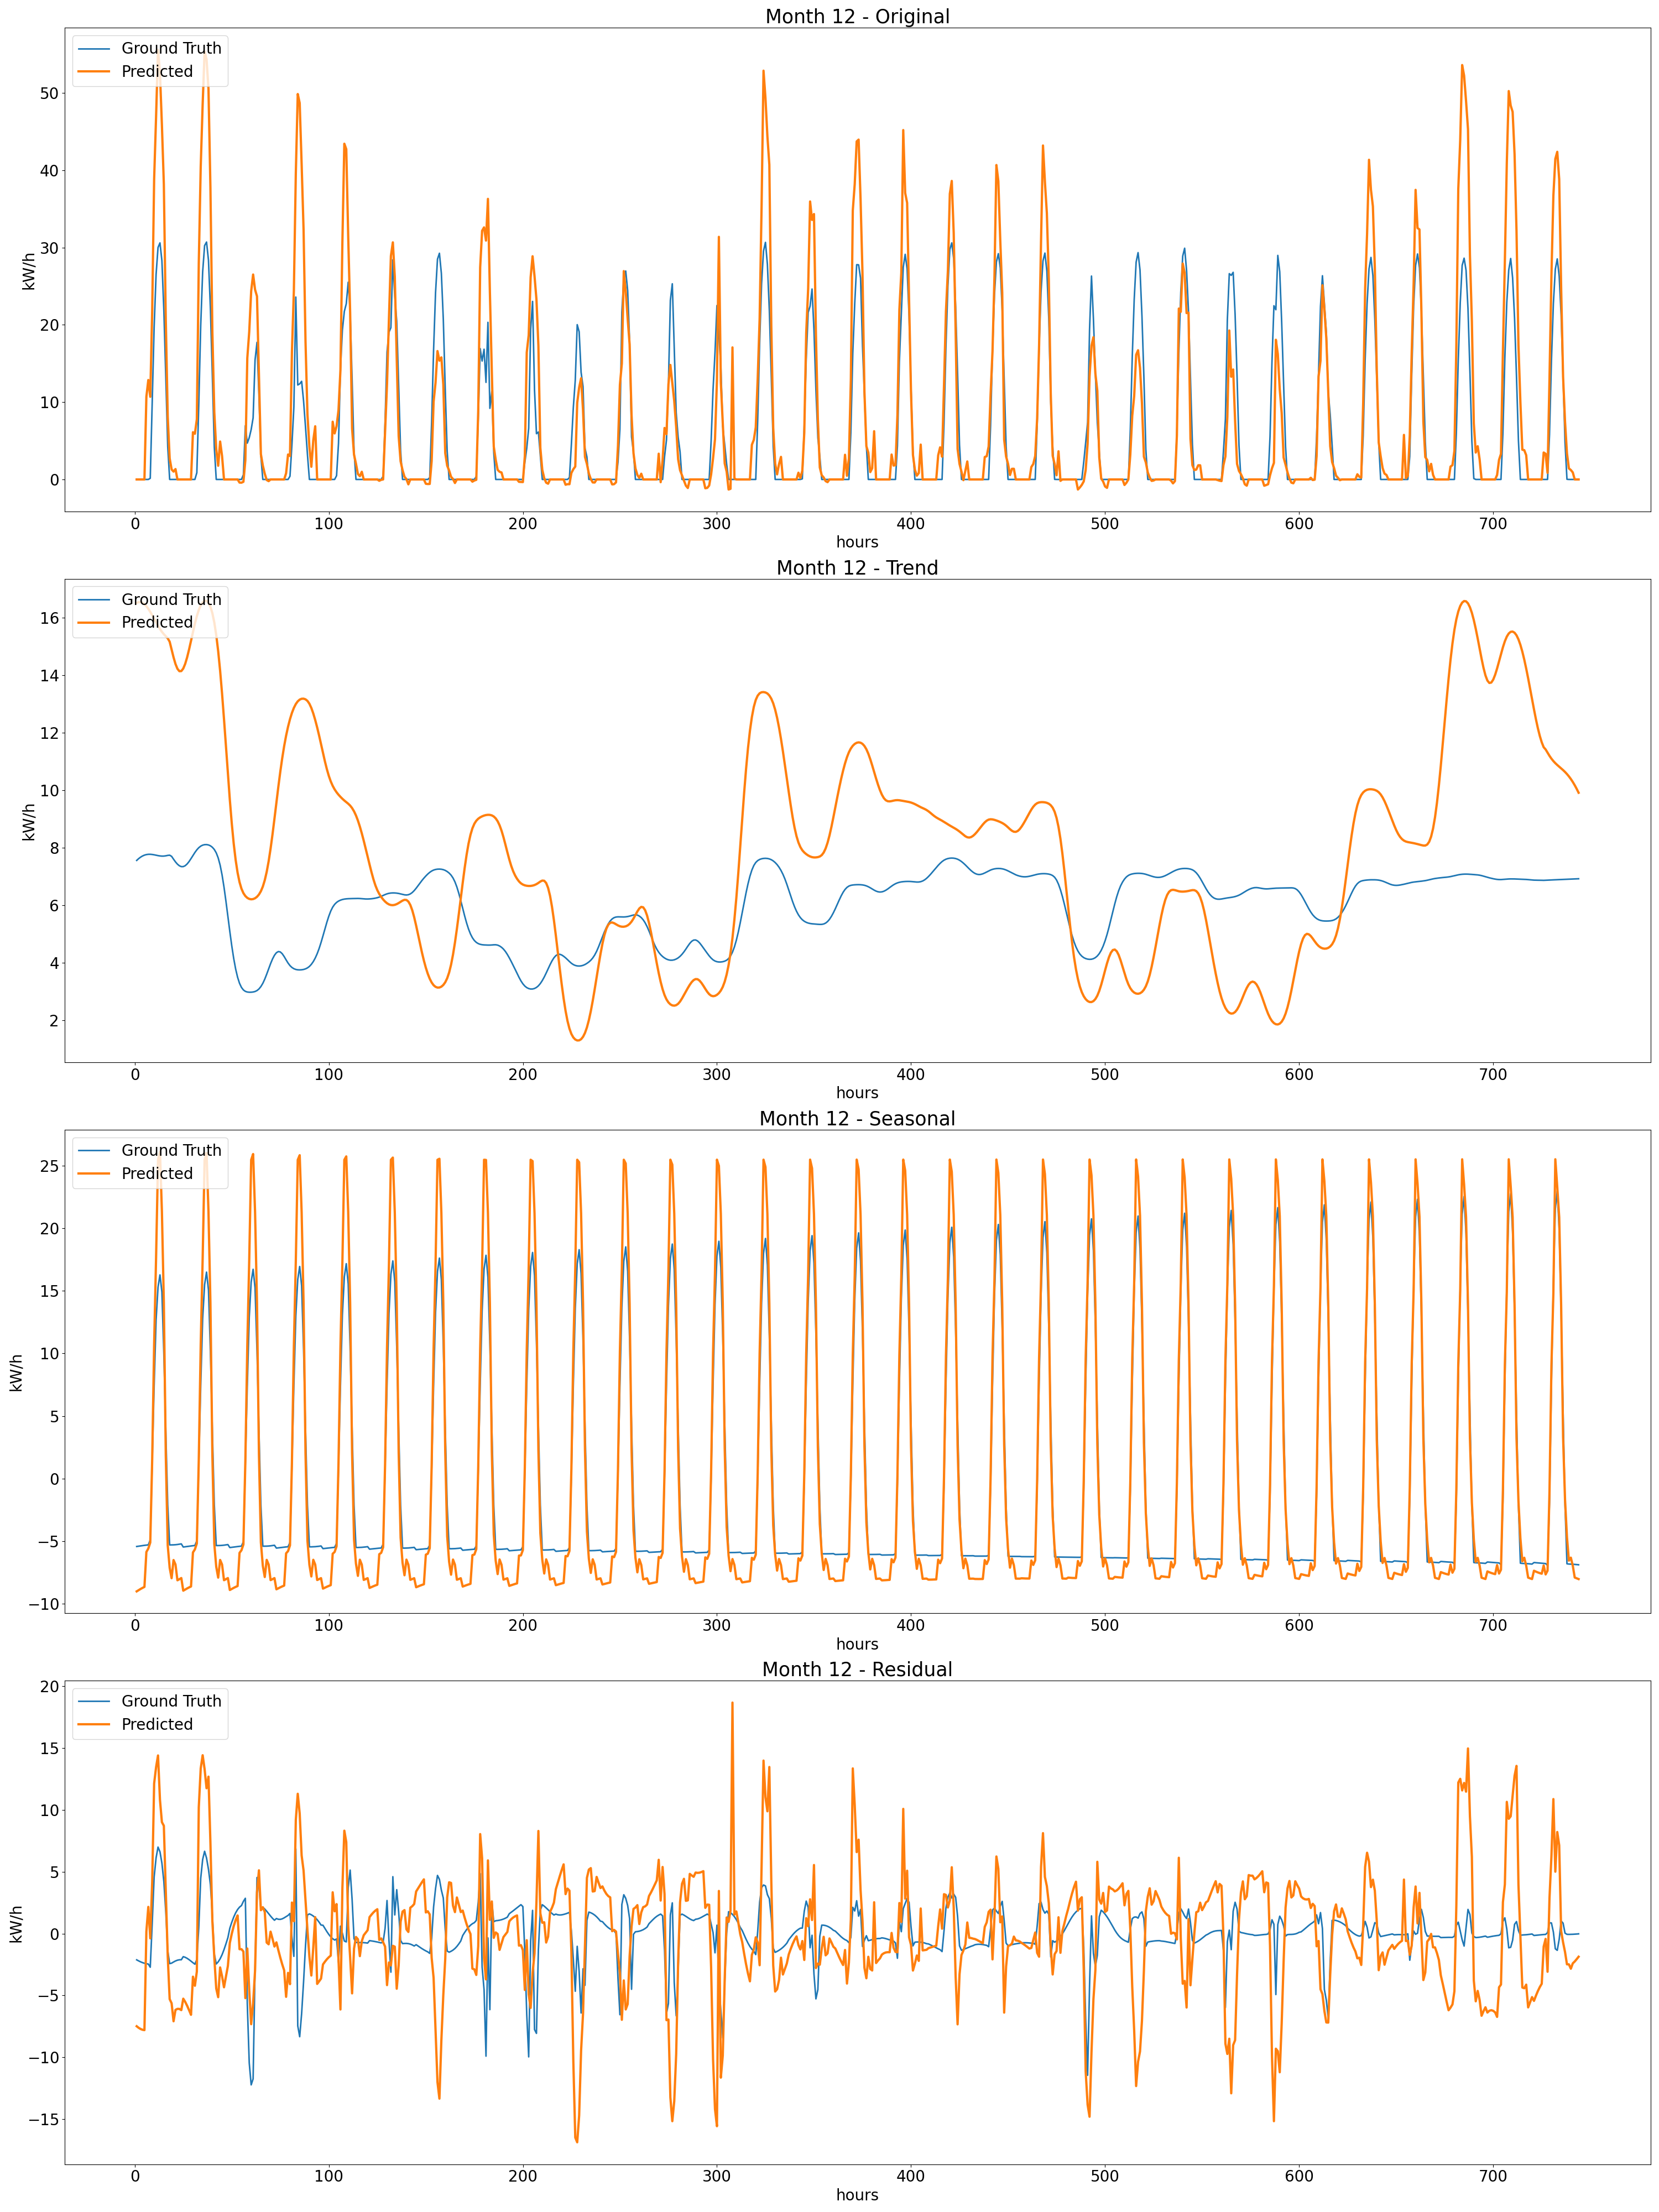 Month 12 - Original
Ground Truth
Predicted
50
40
30
20
10
0
kW/h
0 100 200 300 400 500 600 700
hours
Month 12 - Trend
Ground Truth
Predicted
16
14
12
10
8
6
4
2
kW/h
0 100 200 300 400 500 600 700
hours
Month 12 - Seasonal
Ground Truth
Predicted
25
20
15
10
5
0
−5
−10
kW/h
0 100 200 300 400 500 600 700
hours
Month 12 - Residual
Ground Truth
Predicted
20
15
10
5
0
−5
−10
−15
kW/h
0 100 200 300 400 500 600 700
hours